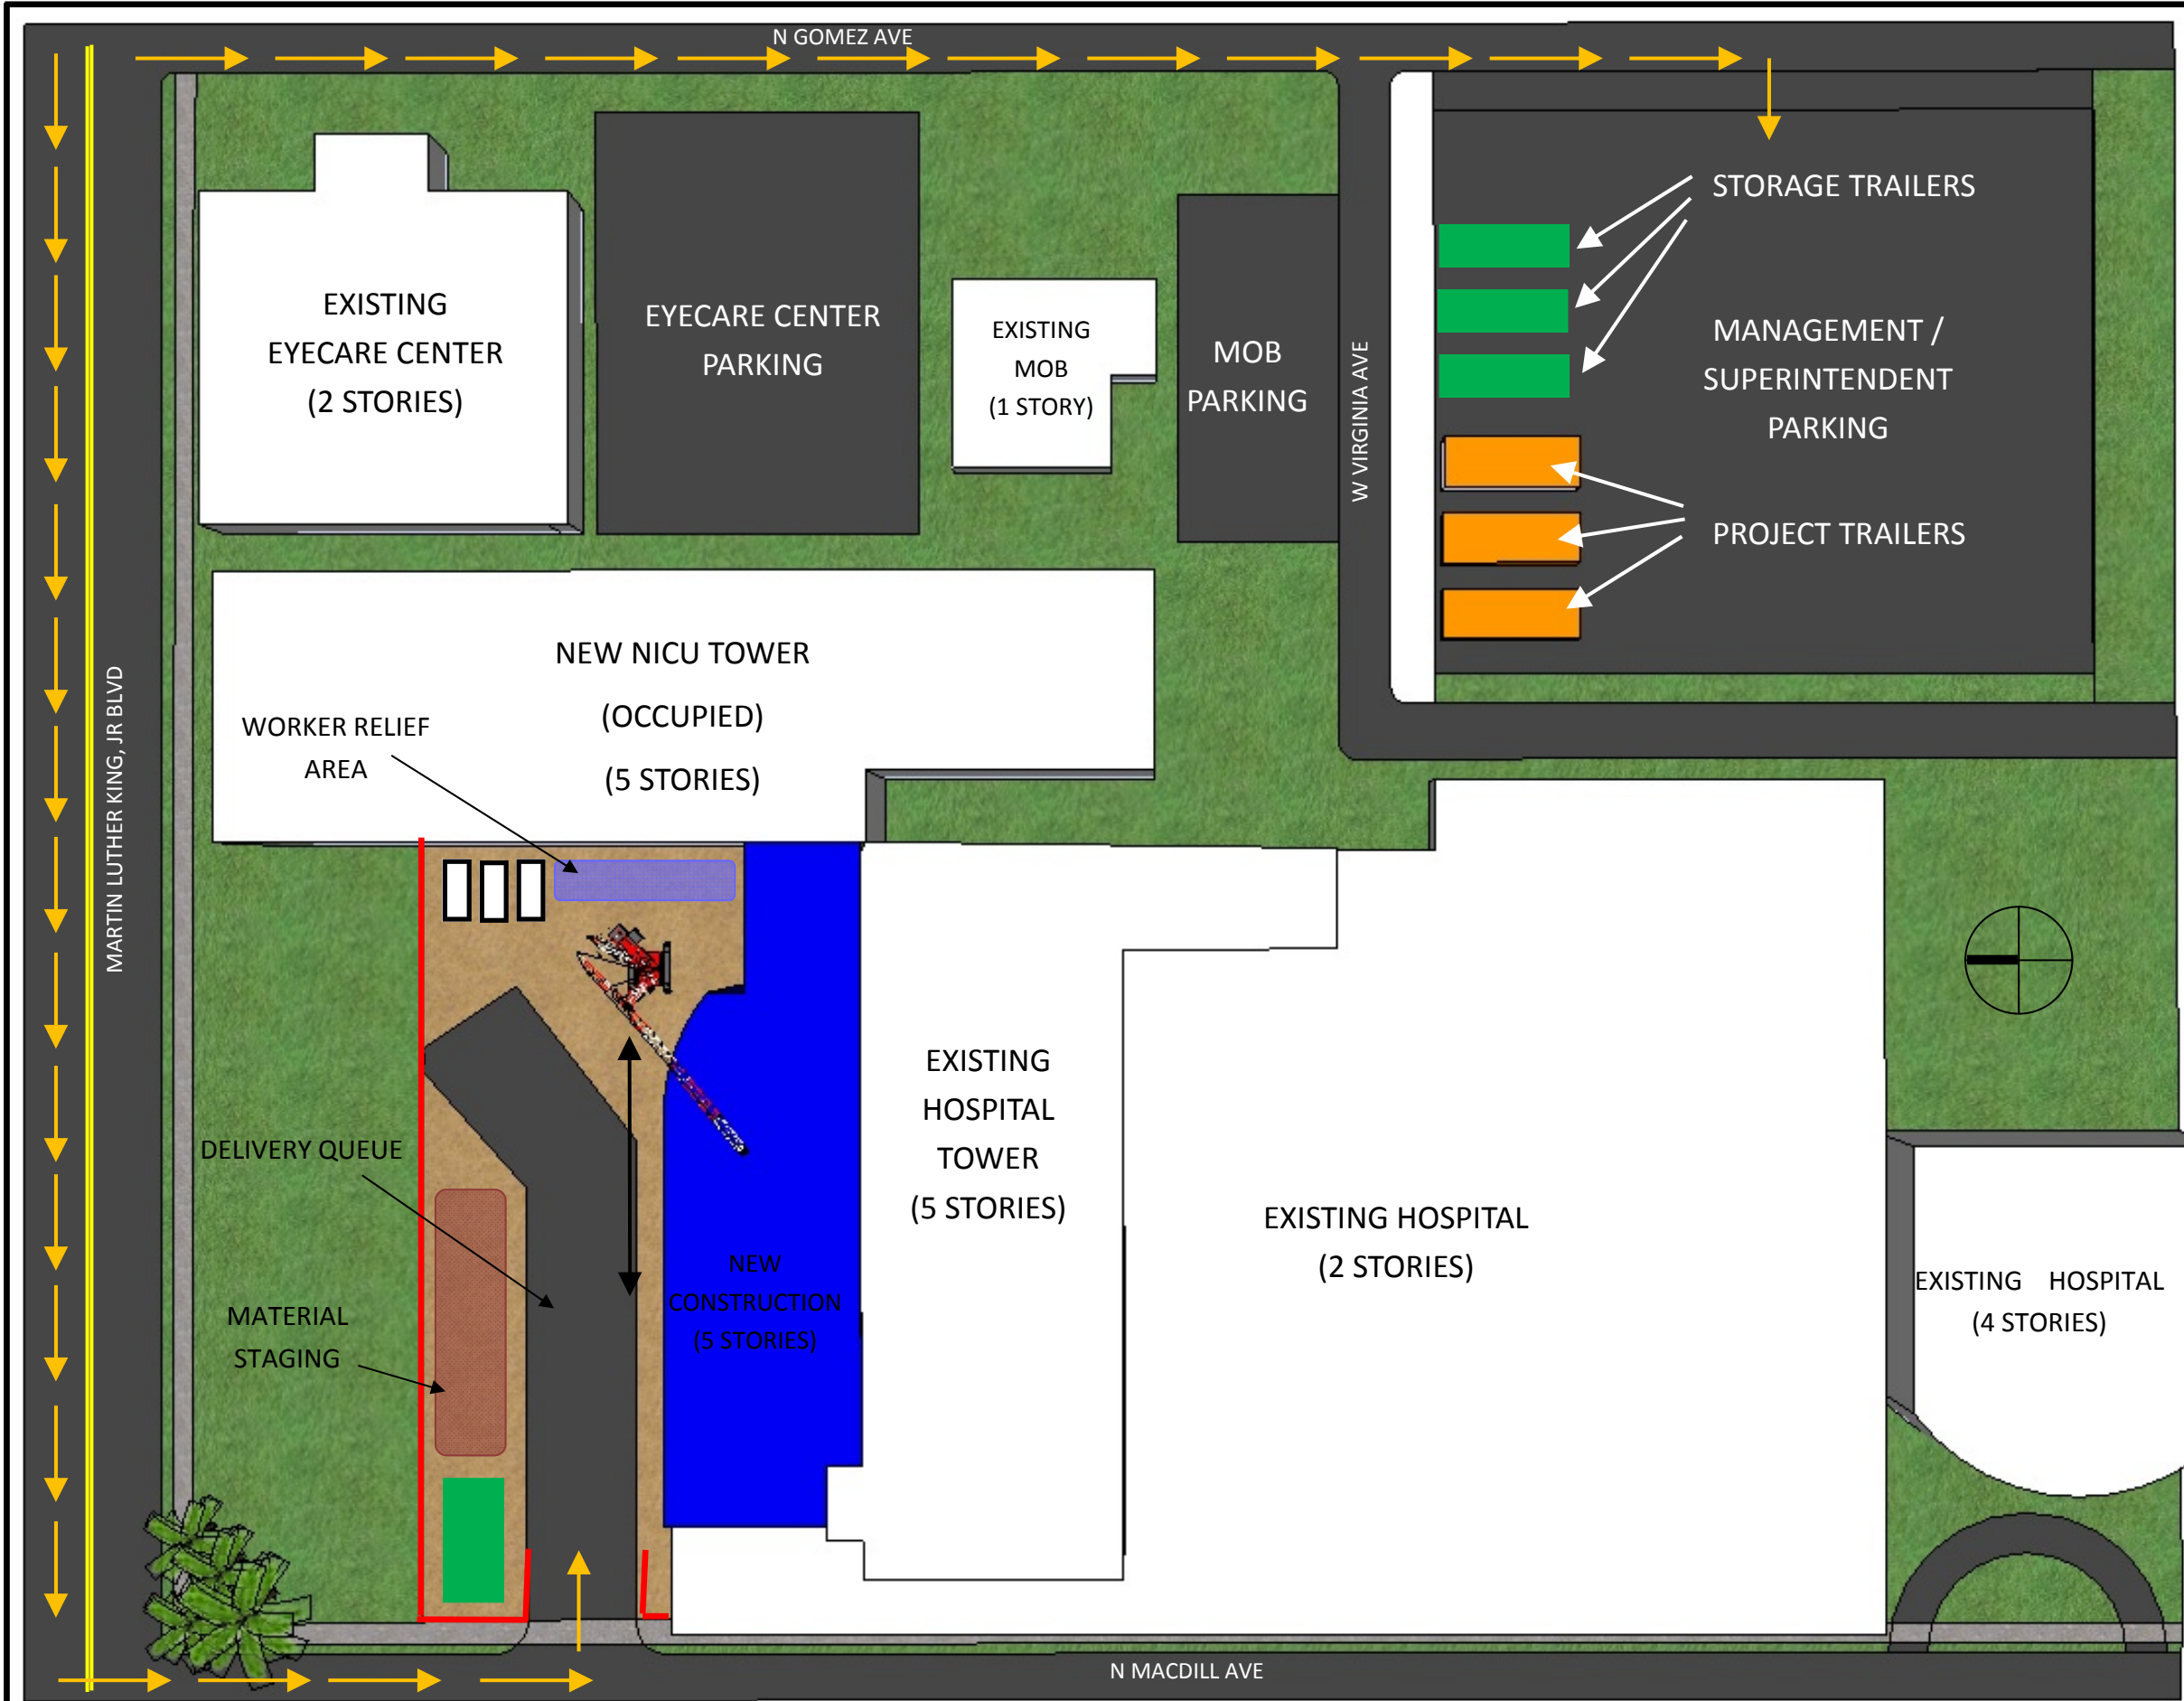 N GOMEZ AVE
STORAGE TRAILERS
EXISTING
EYECARE CENTER
(2 STORIES)
EYECARE CENTER
PARKING
EXISTING
MOB
(1 STORY)
MOB
PARKING
W VIRGINIA AVE
MANAGEMENT /
SUPERINTENDENT
PARKING
PROJECT TRAILERS
NEW NICU TOWER
(OCCUPIED)
(5 STORIES)
WORKER RELIEF
AREA
MARTIN LUTHER KING, JR BLVD
DELIVERY QUEUE
MATERIAL
STAGING
NEW
CONSTRUCTION
(5 STORIES)
EXISTING
HOSPITAL
TOWER
(5 STORIES)
EXISTING HOSPITAL
(2 STORIES)
EXISTING HOSPITAL
(4 STORIES)
N MACDILL AVE